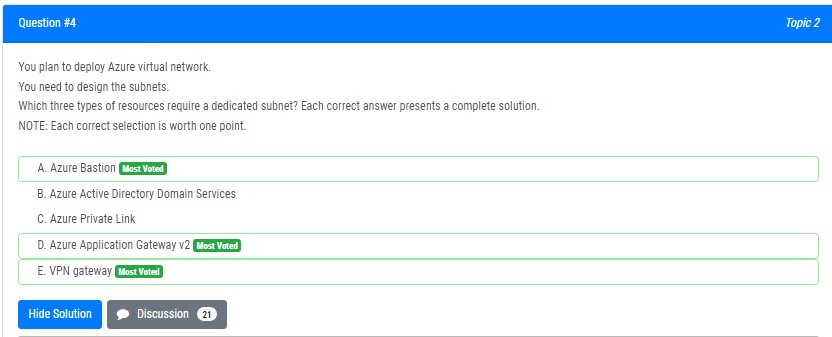 Question #4 Topic 2
You plan to deploy Azure virtual network.
You need to design the subnets.
Which three types of resources require a dedicated subnet? Each correct answer presents a complete solution.
NOTE: Each correct selection is worth one point.
A. Azure Bastion Most Voted
B. Azure Active Directory Domain Services
C. Azure Private Link
D. Azure Application Gateway v2 Most Voted
E. VPN gateway Most Voted
Hide Solution Discussion 21